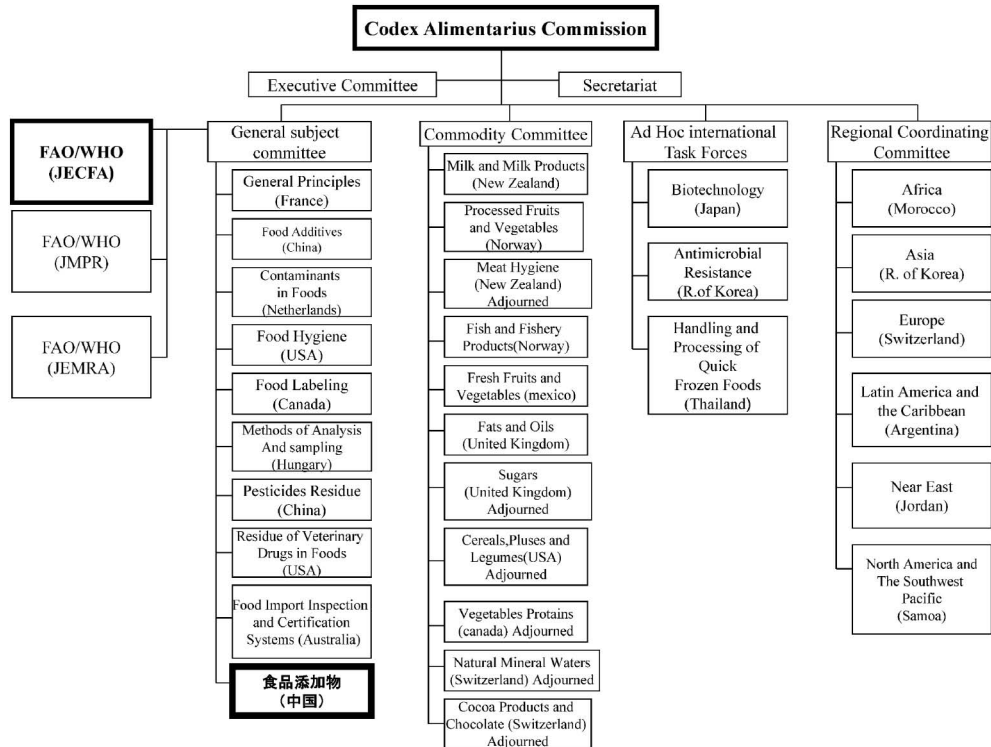 Codex Alimentarius Commission
Executive Committee
Secretariat
FAO/WHO
(JECFA)
FAO/WHO
(JMPR)
FAO/WHO
(JEMRA)
General subject
committee
General Principles
(France)
Food Additives
(China)
Contaminants
in Foods
(Netherlands)
Food Hygiene
(USA)
Food Labeling
(Canada)
Methods of Analysis
And sampling
(Hungary)
Pesticides Residue
(China)
Residue of Veterinary
Drugs in Foods
(USA)
Food Import Inspection
and Certification
Systems (Australia)
食品添加物
（中国）
Commodity Committee
Milk and Milk Products
(New Zealand)
Processed Fruits
and Vegetables
(Norway)
Meat Hygiene
(New Zealand)
Adjourned
Fish and Fishery
Products(Norway)
Fresh Fruits and
Vegetables (mexico)
Fats and Oils
(United Kingdom)
Sugars
(United Kingdom)
Adjourned
Cereals,Pluses and
Legumes(USA)
Adjourned
Vegetables Protains
(canada) Adjourned
Natural Mineral Waters
(Switzerland) Adjourned
Cocoa Products and
Chocolate (Switzerland)
Adjourned
Ad Hoc international
Task Forces
Biotechnology
(Japan)
Antimicrobial
Resistance
(R.of Korea)
Handling and
Processing of
Quick
Frozen Foods
(Thailand)
Regional Coordinating
Committee
Africa
(Morocco)
Asia
(R. of Korea)
Europe
(Switzerland)
Latin America and
the Caribbean
(Argentina)
Near East
(Jordan)
North America and
The Southwest
Pacific
(Samoa)